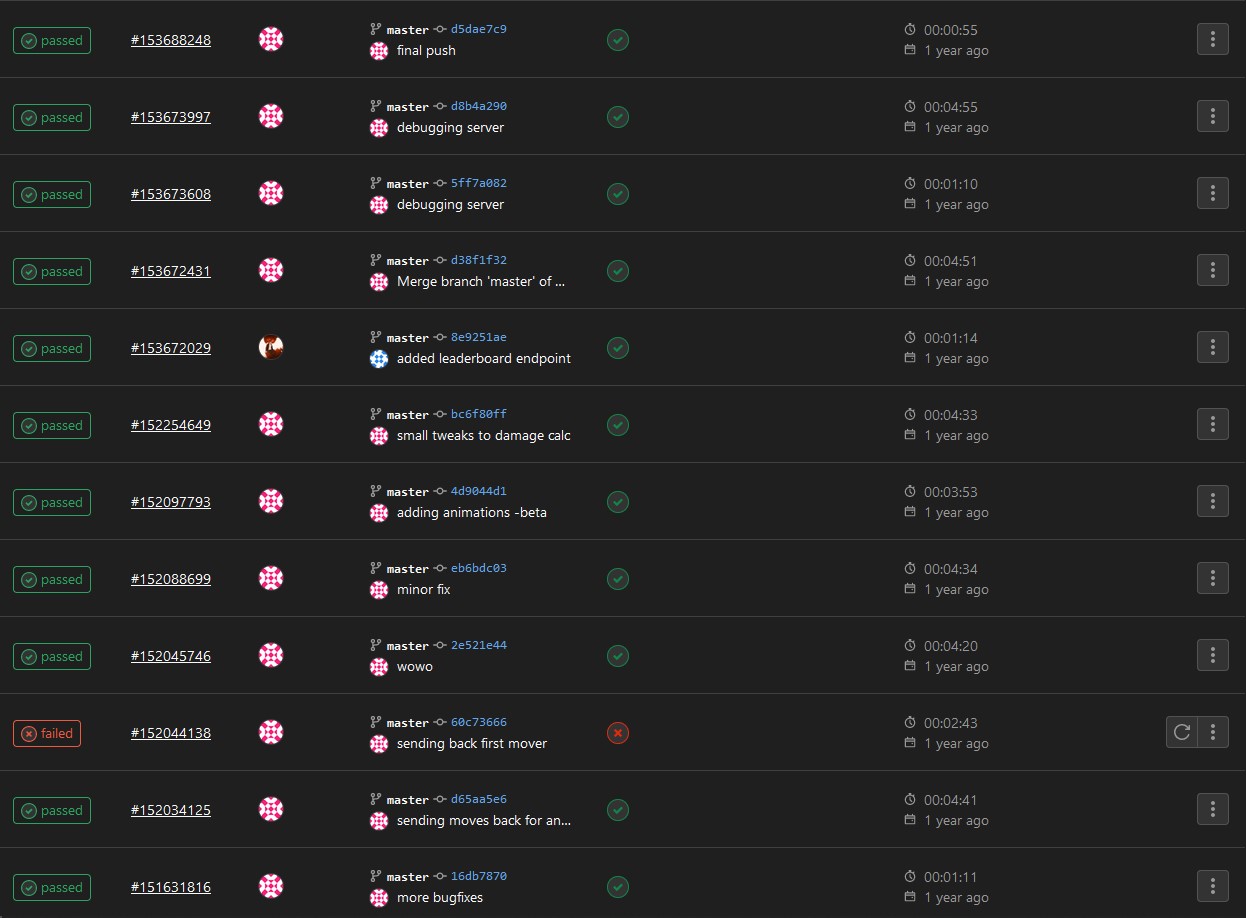 passed #153688248 master d5dae7c9 00:00:55
final push 1 year ago
passed #153673997 master d8b4a290 00:04:55
debugging server 1 year ago
passed #153673608 master 5ff7a082 00:01:10
debugging server 1 year ago
passed #153672431 master d38f1f32 00:04:51
Merge branch 'master' of ... 1 year ago
passed #153672029 master 8e9251ae 00:01:14
added leaderboard endpoint 1 year ago
passed #152254649 master bc6f80ff 00:04:33
small tweaks to damage calc 1 year ago
passed #152097793 master 4d9044d1 00:03:53
adding animations -beta 1 year ago
passed #152088699 master eb6bdc03 00:04:34
minor fix 1 year ago
passed #152045746 master 2e521e44 00:04:20
wowo 1 year ago
failed #152044138 master 60c73666 00:02:43
sending back first mover 1 year ago
passed #152034125 master d65aa5e6 00:04:41
sending moves back for an... 1 year ago
passed #151631816 master 16db7870 00:01:11
more bugfixes 1 year ago